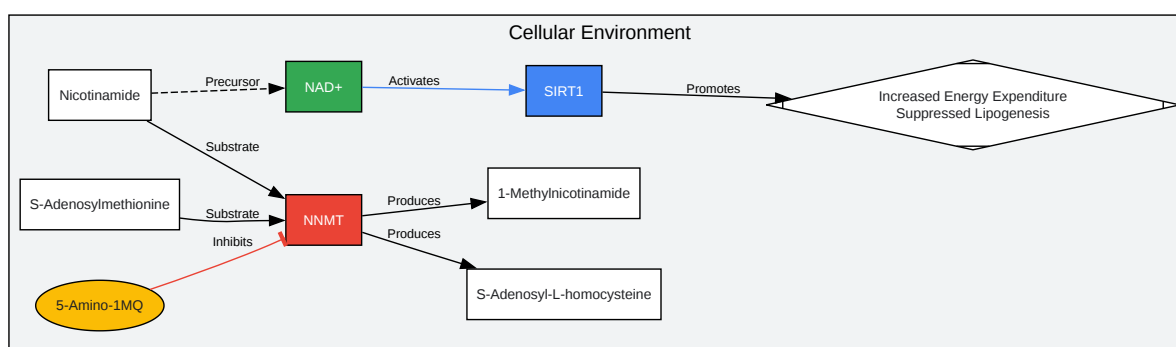 Cellular Environment
Nicotinamide
Precursor
NAD+
Activates
SIRT1
Promotes
Increased Energy Expenditure
Suppressed Lipogenesis
Substrate
S-Adenosylmethionine
Substrate
NNMT
Produces
1-Methylnicotinamide
Produces
S-Adenosyl-L-homocysteine
Inhibits
5-Amino-1MQ